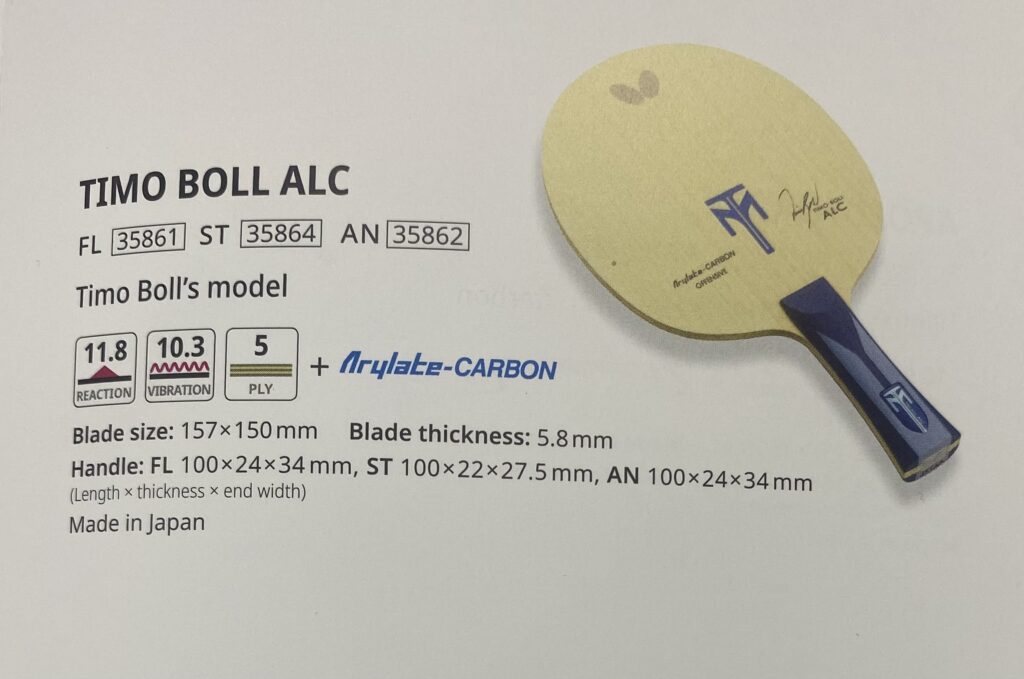 TIMO BOLL ALC
FL 35861 ST 35864 AN 35862
Timo Boll's model
11.8 REACTION
10.3 VIBRATION
5 PLY
+ Arylate-CARBON
Blade size: 157×150 mm Blade thickness: 5.8 mm
Handle: FL 100×24×34 mm, ST 100×22×27.5 mm, AN 100×24×34 mm
(Length × thickness × end width)
Made in Japan
TIMO BOLL
ALC
Arylate-CARBON
OFFENSIVE